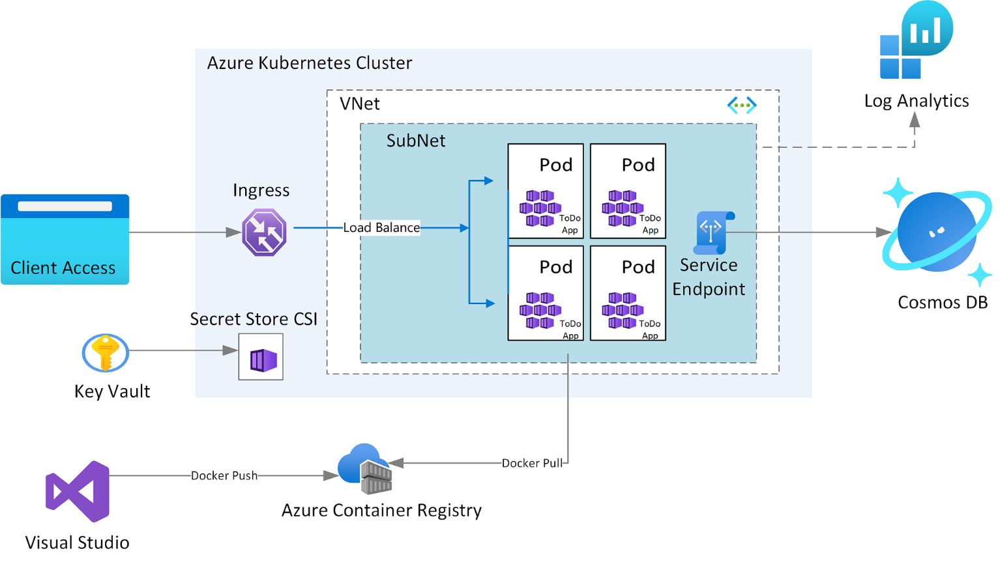 Azure Kubernetes Cluster
VNet
Log Analytics
SubNet
Pod
Pod
ToDo
App
ToDo
App
Ingress
Load Balance
Client Access
Pod
Pod
ToDo
App
ToDo
App
Service
Endpoint
Cosmos DB
Secret Store CSI
Key Vault
Docker Push
Docker Pull
Azure Container Registry
Visual Studio